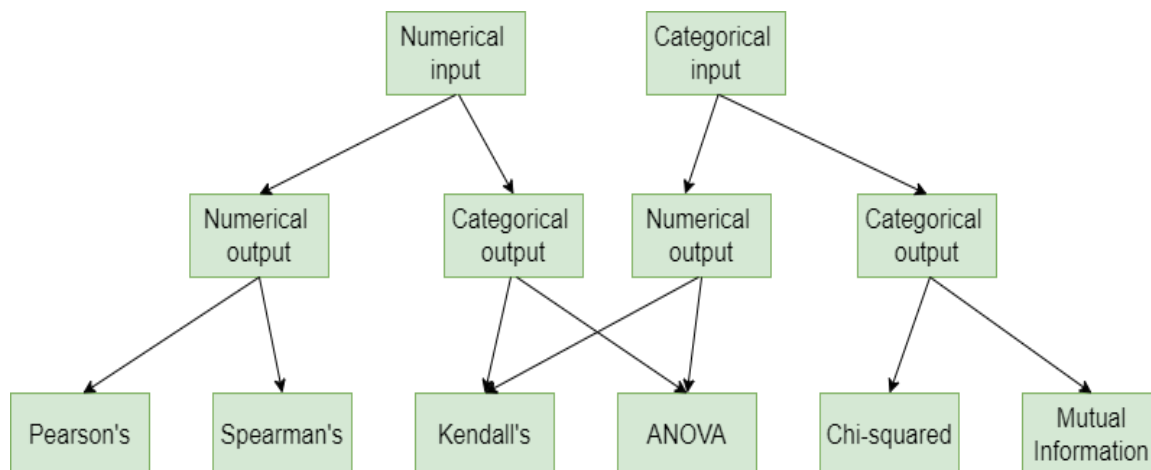 Numerical
input
Categorical
input
Numerical
output
Categorical
output
Numerical
output
Categorical
output
Pearson's
Spearman's
Kendall's
ANOVA
Chi-squared
Mutual
Information